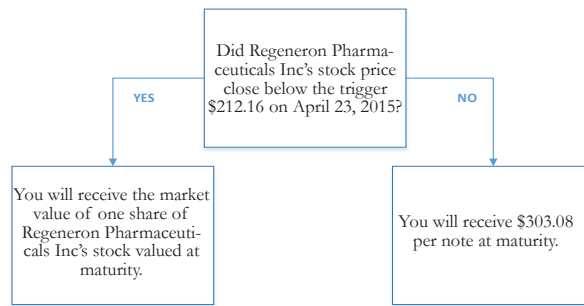 Did Regeneron Pharma-
ceuticals Inc's stock price
close below the trigger
$212.16 on April 23, 2015?
YES
NO
You will receive the market
value of one share of
Regeneron Pharmaceuti-
cals Inc's stock valued at
maturity.
You will receive $303.08
per note at maturity.